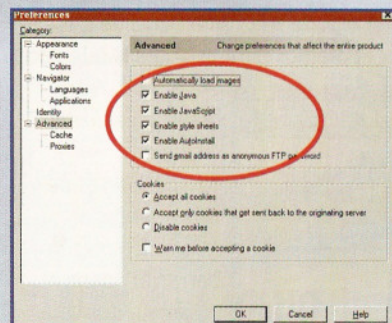 Preferences
Category:
Appearance
Fonts
Colors
Navigator
Languages
Applications
Identity
Advanced
Cache
Proxies
Advanced Change preferences that affect the entire product
Automatically load images
Enable Java
Enable JavaScript
Enable style sheets
Enable AutoInstall
Send email address as anonymous FTP password
Cookies
Accept all cookies
Accept only cookies that get sent back to the originating server
Disable cookies
Warn me before accepting a cookie
OK Cancel Help